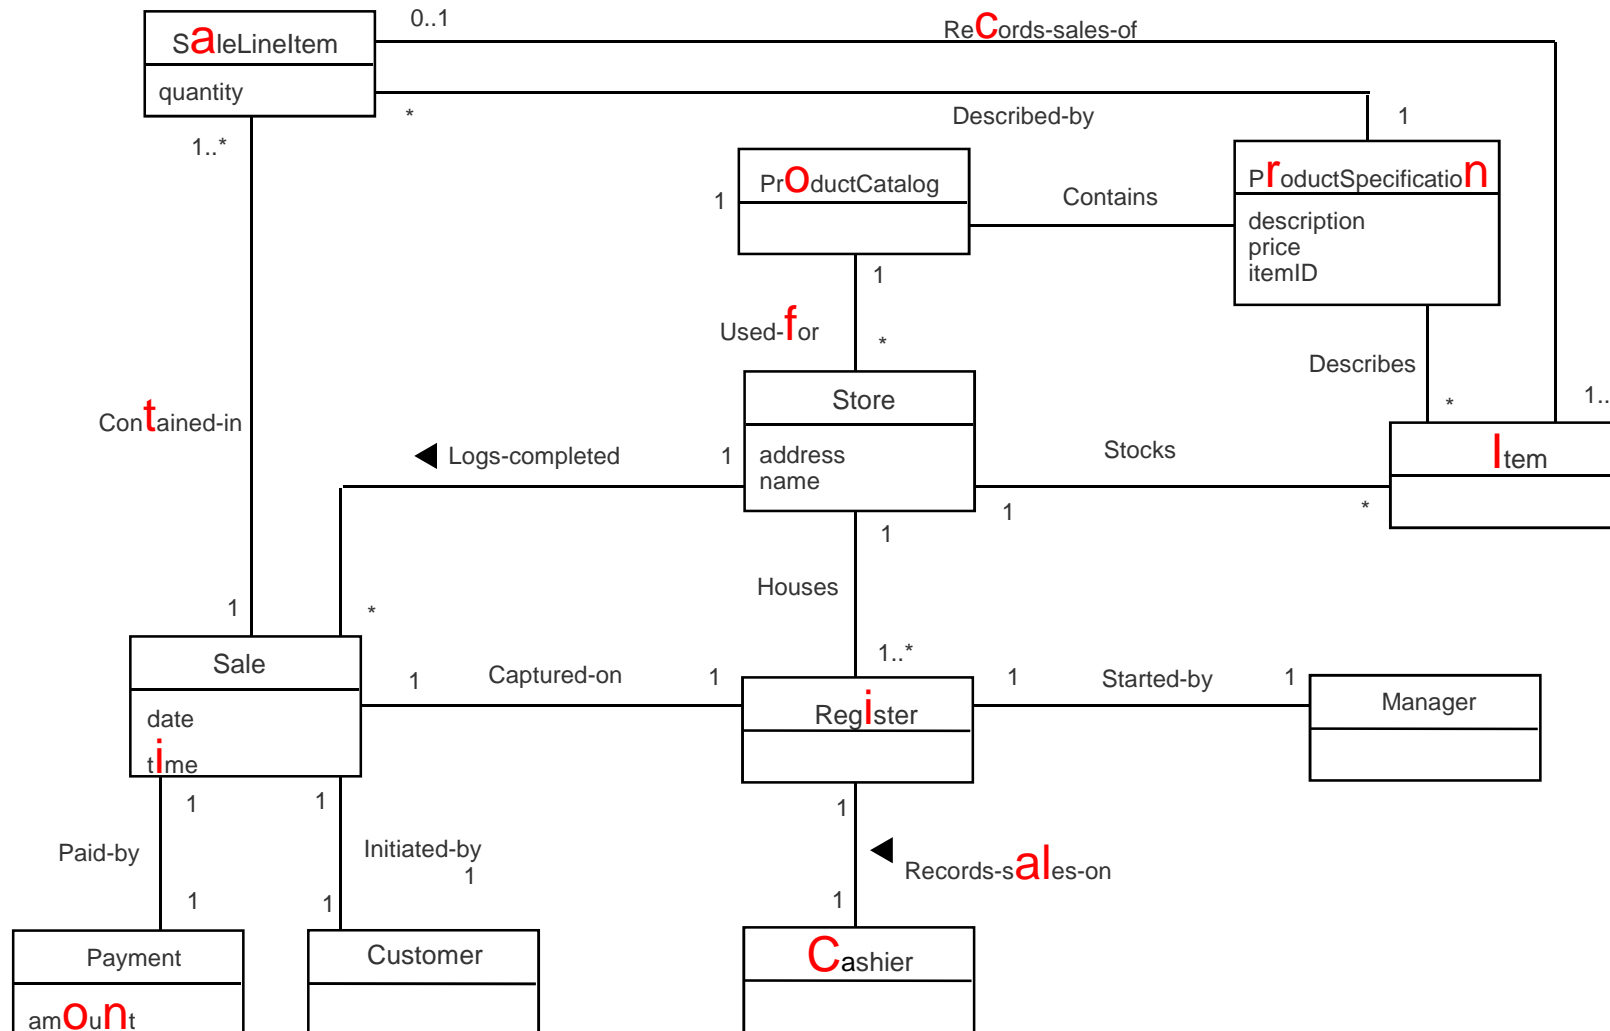 0..1
ReCords-sales-of
SaleLineItem
quantity
*
Described-by
1
1..*
PrOductCatalog
1
Contains
ProductSpecification
description
price
itemID
1
Used-for
*
Describes
*
1..
Contained-in
Store
address
name
Logs-completed
1
Stocks
1
*
Item
1
Houses
1
*
1..*
Sale
date
time
1
Captured-on
1
Register
1
Started-by
1
Manager
1
1
1
Paid-by
Initiated-by
1
Records-sales-on
1
1
1
Payment
amOunt
Customer
Cashier